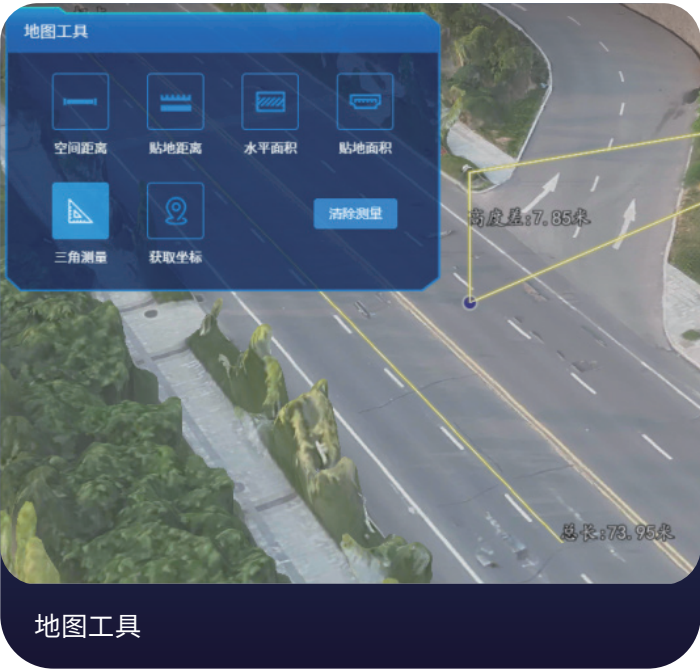 地图工具
空间距离 贴地距离 水平面积 贴地面积
三角测量 获取坐标 清除测量
高度差:7.85米
总长:73.95米
地图工具